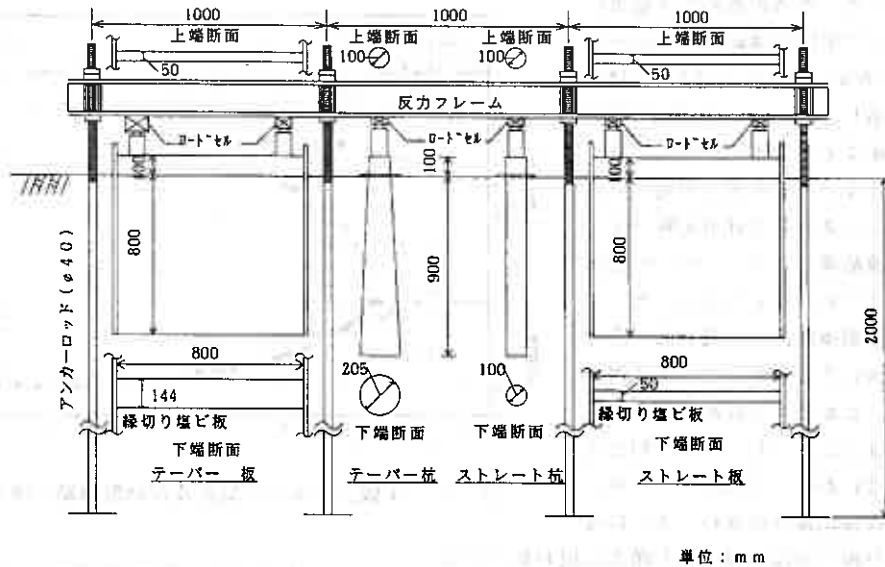 1000 1000 1000
上端断面 上端断面 上端断面 上端断面
50 100 100 50
反力フレーム
ロードセル ロードセル ロードセル
100 100 100
アンカーロッド(φ40)
800 900 800 2000
800 205 100 800
144 50
縁切り塩ビ板 縁切り塩ビ板
下端断面 下端断面 下端断面 下端断面
テーパー 板 テーパー杭 ストレート杭 ストレート板
単位:mm